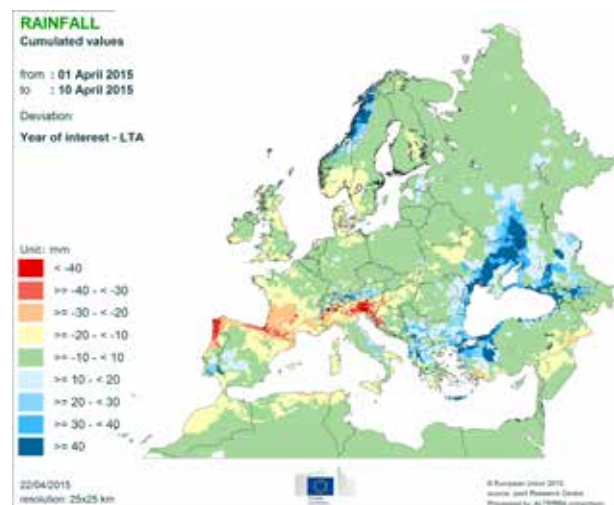 RAINFALL
Cumulated values
from : 01 April 2015
to : 10 April 2015
Deviation:
Year of interest - LTA
Unit: mm
< -40
>= -40 - < -30
>= -30 - < -20
>= -20 - < -10
>= -10 - < 10
>= 10 - < 20
>= 20 - < 30
>= 30 - < 40
>= 40
22/04/2015
resolution: 25x25 km
© European Union 2015
source: Joint Research Centre
Processed by